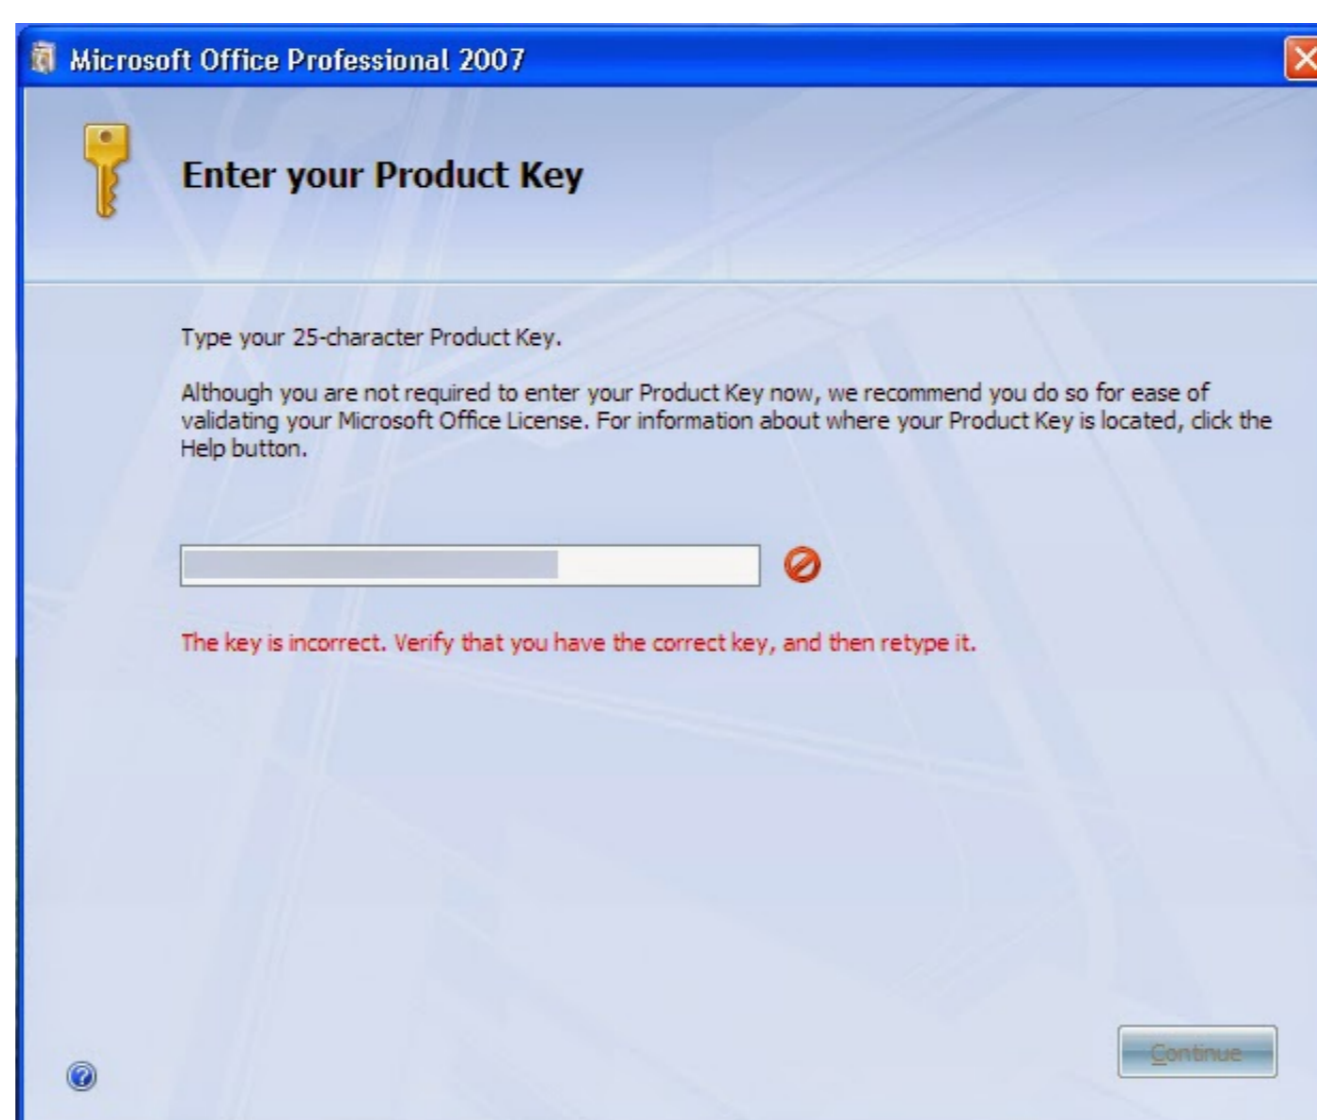 Microsoft Office Professional 2007
Enter your Product Key
Type your 25-character Product Key.
Although you are not required to enter your Product Key now, we recommend you do so for ease of
validating your Microsoft Office License. For information about where your Product Key is located, click the
Help button.
The key is incorrect. Verify that you have the correct key, and then retype it.
Continue